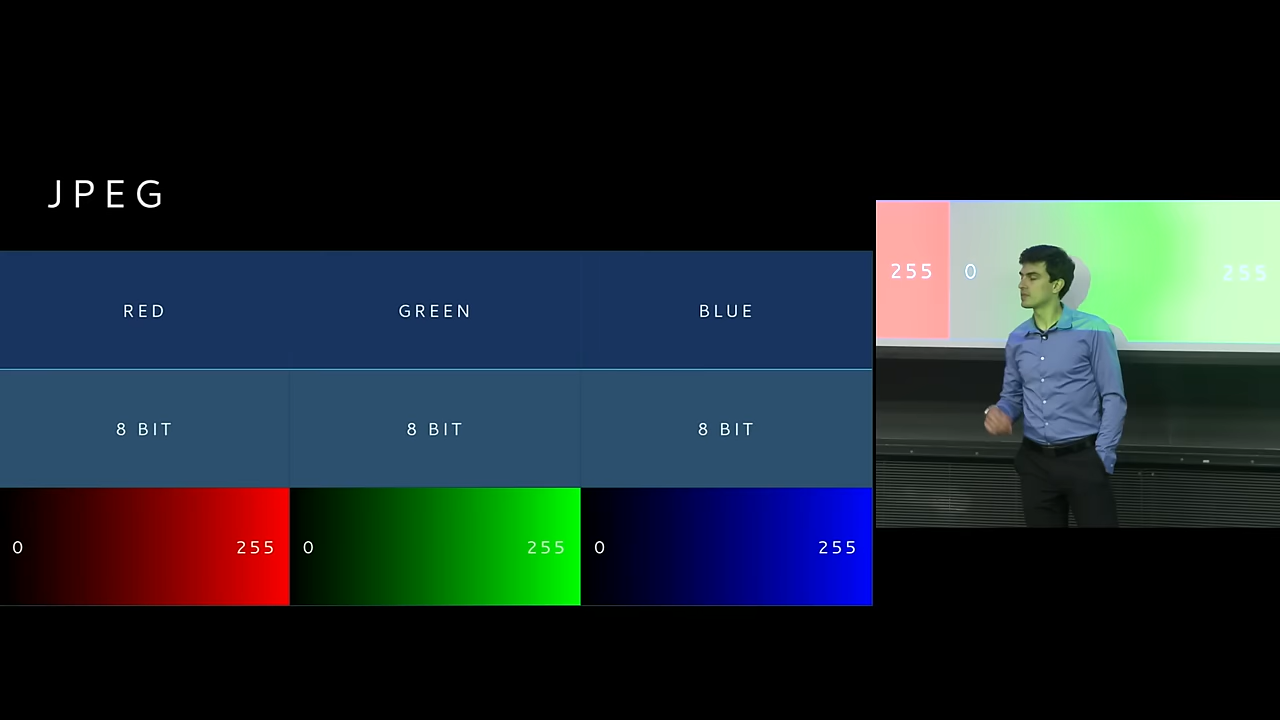 JPEG
RED GREEN BLUE
8 BIT 8 BIT 8 BIT
0 255 0 255 0 255
255 0 255